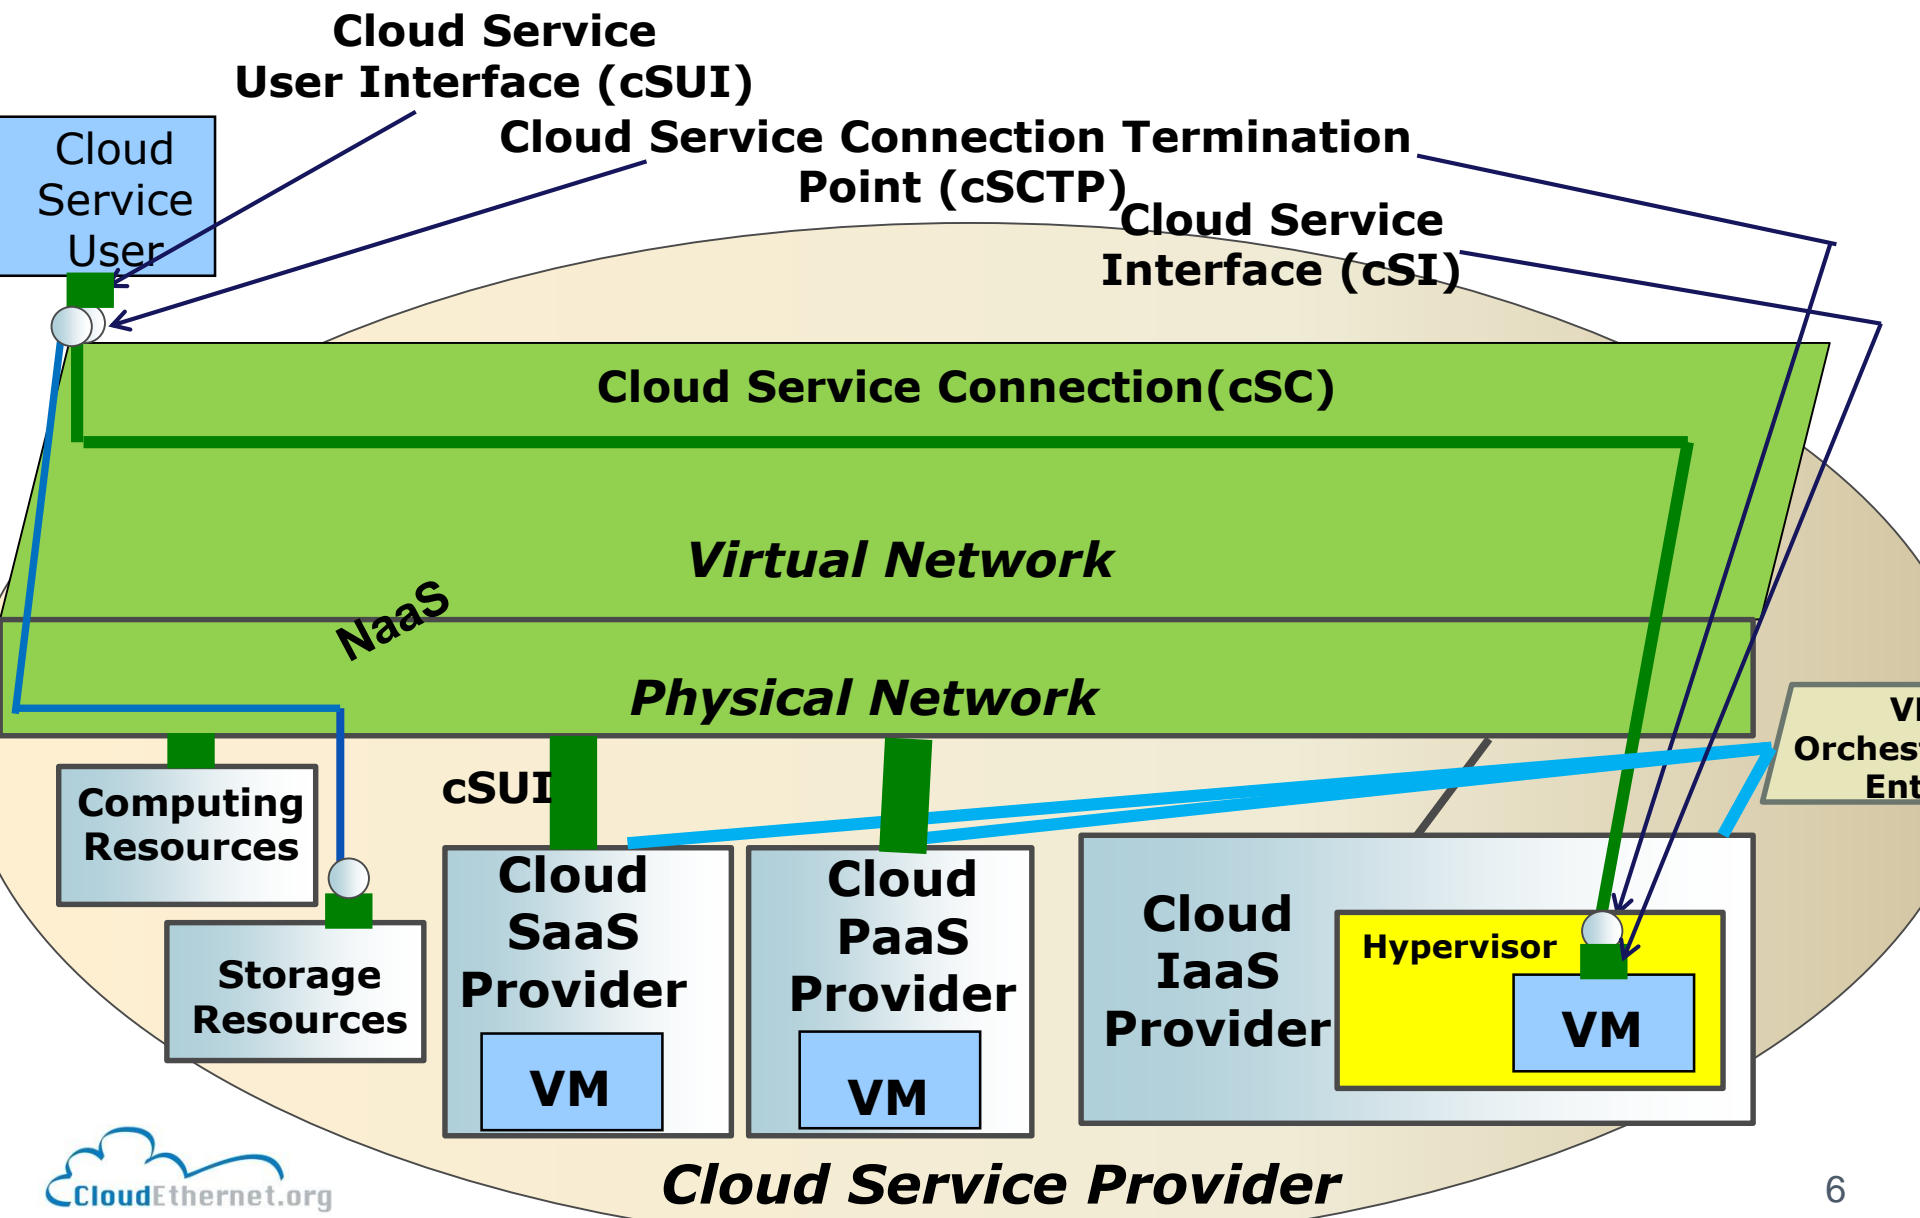 Cloud Service
User Interface (cSUI)
Cloud Service Connection Termination
Point (cSCTP)
Cloud
Service
User
Cloud Service
Interface (cSI)
Cloud Service Connection(cSC)
Virtual Network
NaaS
Physical Network
cSUI
Computing
Resources
Storage
Resources
Cloud
SaaS
Provider
VM
Cloud
PaaS
Provider
VM
Cloud
IaaS
Provider
Hypervisor
VM
Cloud Service Provider
CloudEthernet.org
6